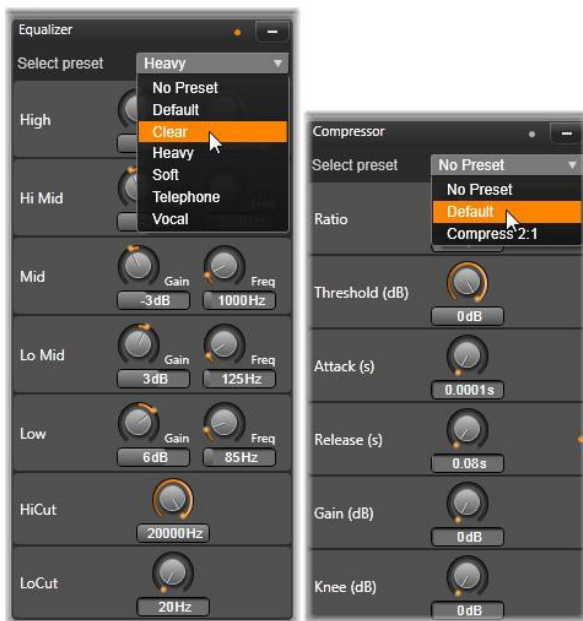 Equalizer
Select preset Heavy
No Preset
Default
Clear
Heavy
Soft
Telephone
Vocal
High
Hi Mid Freq
Mid Gain Freq
-3dB 1000Hz
Lo Mid Gain Freq
3dB 125Hz
Low Gain Freq
6dB 85Hz
HiCut
20000Hz
LoCut
20Hz
Compressor
Select preset No Preset
No Preset
Default
Compress 2:1
Ratio
Threshold (dB)
0dB
Attack (s)
0.0001s
Release (s)
0.08s
Gain (dB)
0dB
Knee (dB)
0dB